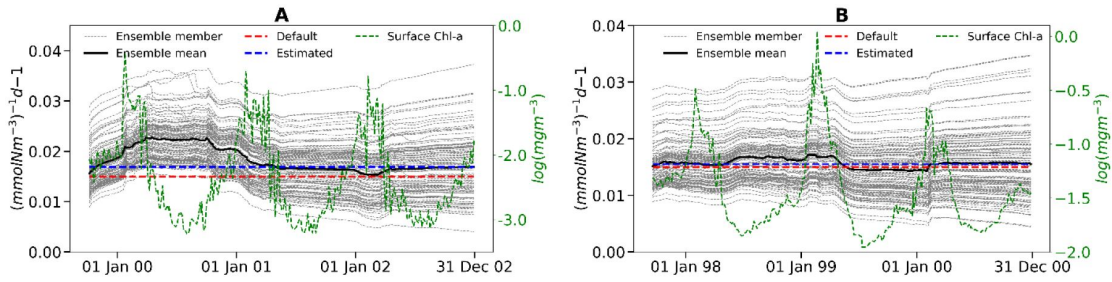 A
Ensemble member
Default
Surface Chl-a
Ensemble mean
Estimated
0.04
0.03
0.02
0.01
0.00
(mmolNm⁻³)⁻¹d−1
0.0
−1.0
−2.0
−3.0
log(mgm⁻³)
01 Jan 00
01 Jan 01
01 Jan 02
31 Dec 02
B
Ensemble member
Default
Surface Chl-a
Ensemble mean
Estimated
0.04
0.03
0.02
0.01
0.00
(mmolNm⁻³)⁻¹d−1
0.0
−0.5
−1.0
−1.5
−2.0
log(mgm⁻³)
01 Jan 98
01 Jan 99
01 Jan 00
31 Dec 00